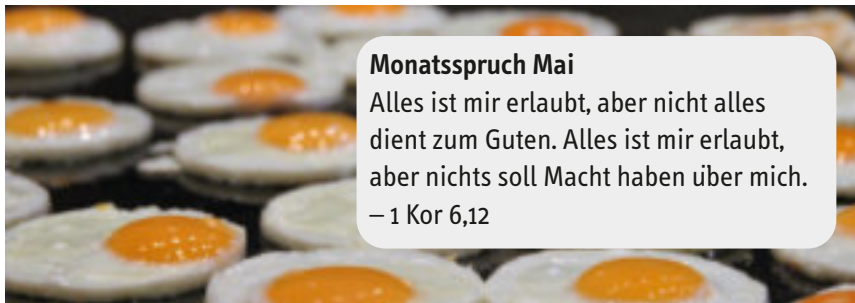 Monatsspruch Mai
Alles ist mir erlaubt, aber nicht alles
dient zum Guten. Alles ist mir erlaubt,
aber nichts soll Macht haben über mich.
– 1 Kor 6,12